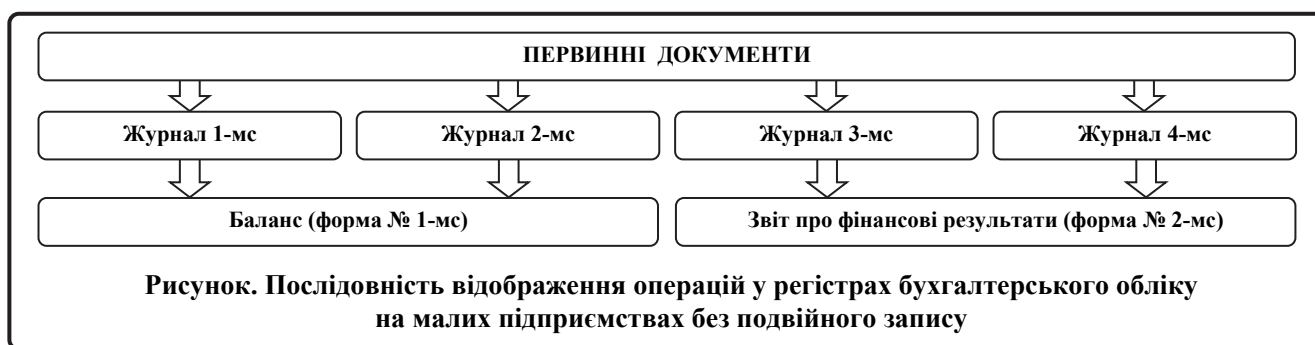 ПЕРВИННІ ДОКУМЕНТИ
Журнал 1-мс
Журнал 2-мс
Журнал 3-мс
Журнал 4-мс
Баланс (форма № 1-мс)
Звіт про фінансові результати (форма № 2-мс)
Рисунок. Послідовність відображення операцій у регістрах бухгалтерського обліку
на малих підприємствах без подвійного запису